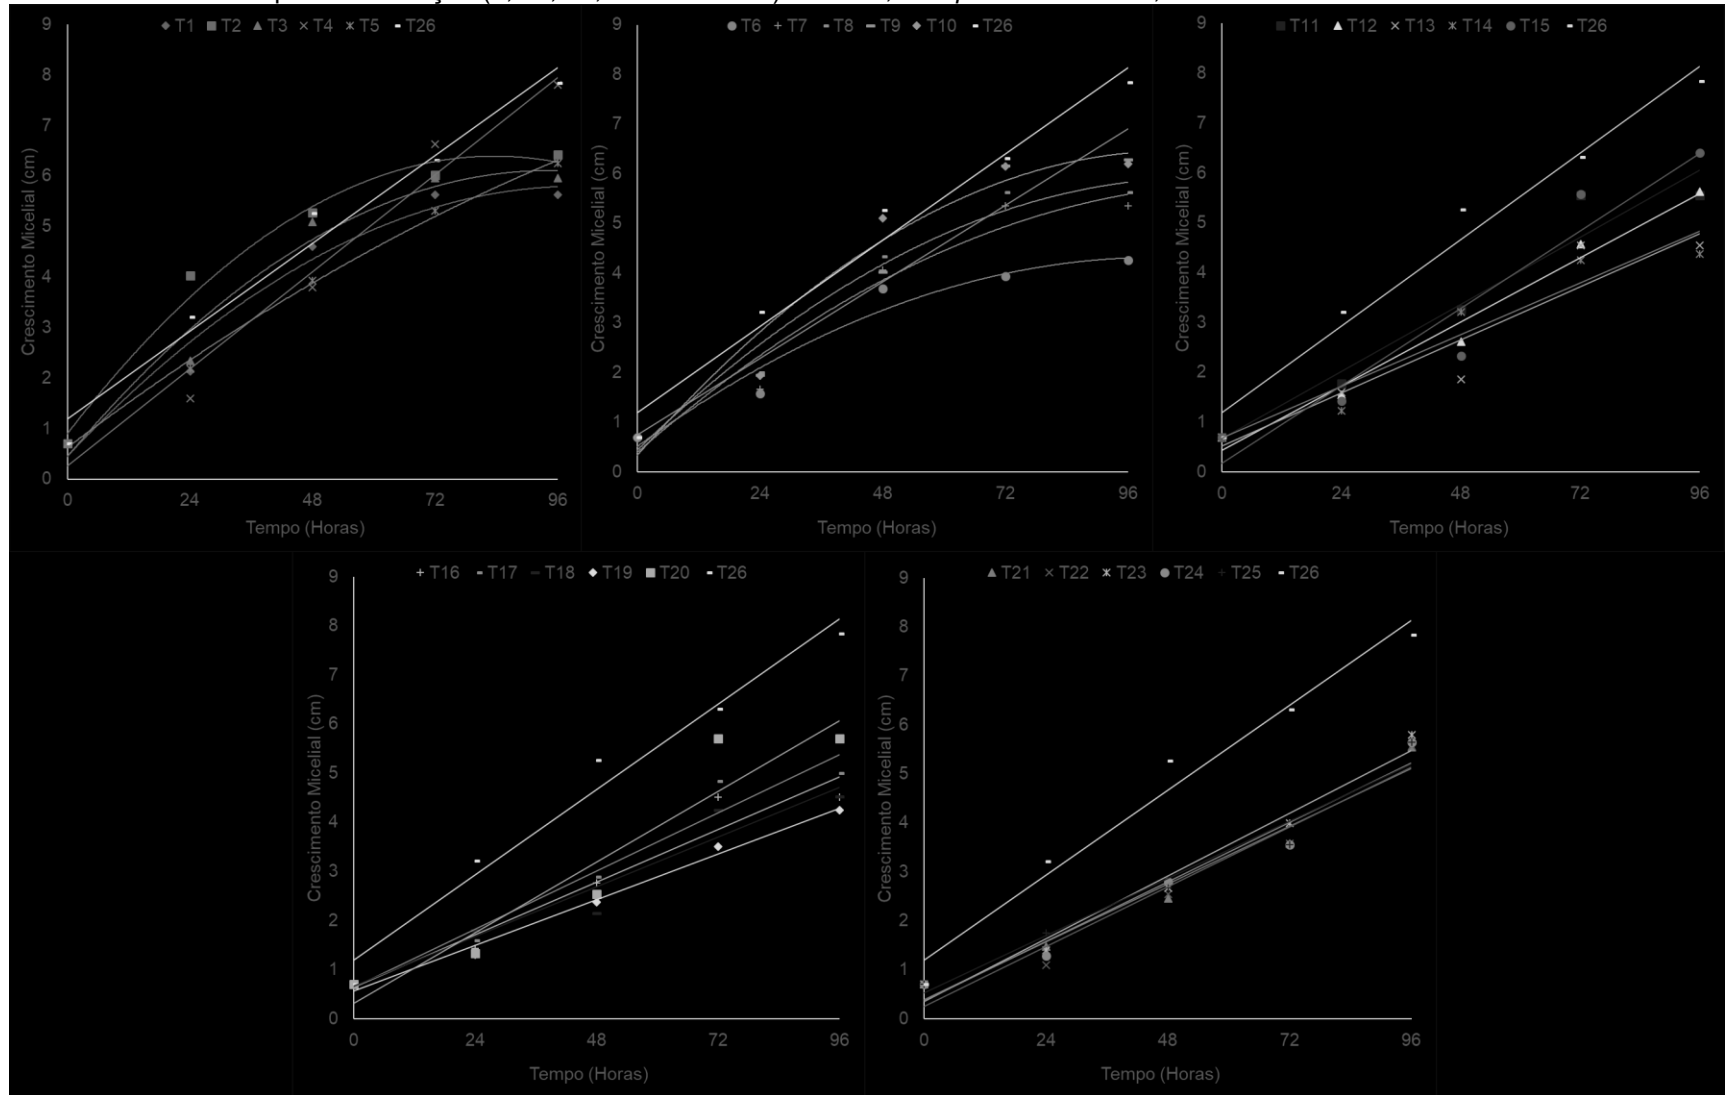 T1 T2 T3 T4 T5 T26
9
8
7
6
5
4
3
2
1
0
Crescimento Micelial (cm)
0 24 48 72 96
Tempo (Horas)
T6 T7 T8 T9 T10 T26
9
8
7
6
5
4
3
2
1
0
Crescimento Micelial (cm)
0 24 48 72 96
Tempo (Horas)
T11 T12 T13 T14 T15 T26
9
8
7
6
5
4
3
2
1
0
Crescimento Micelial (cm)
0 24 48 72 96
Tempo (Horas)
T16 T17 T18 T19 T20 T26
9
8
7
6
5
4
3
2
1
0
Crescimento Micelial (cm)
0 24 48 72 96
Tempo (Horas)
T21 T22 T23 T24 T25 T26
9
8
7
6
5
4
3
2
1
0
Crescimento Micelial (cm)
0 24 48 72 96
Tempo (Horas)